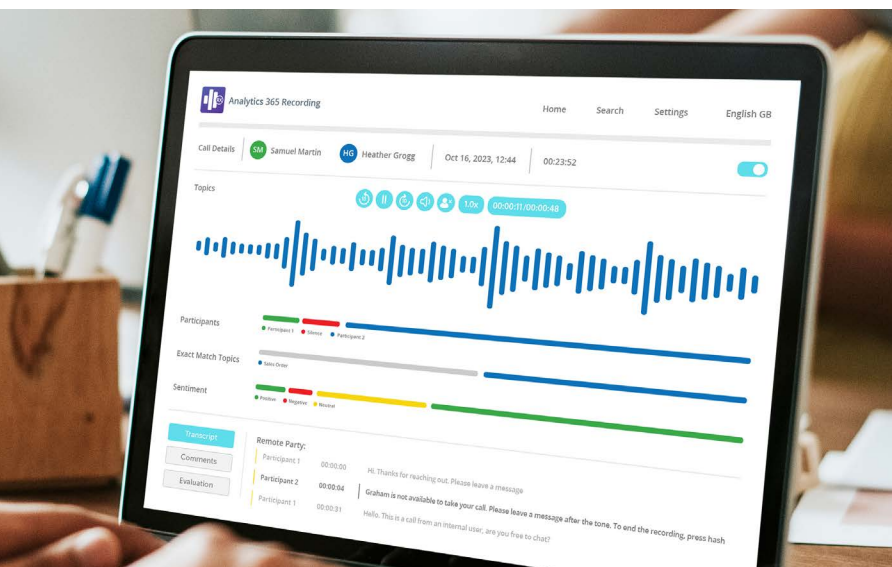 Analytics 365 Recording
Home Search Settings English GB
Call Details SM Samuel Martin HG Heather Grogg Oct 16, 2023, 12:44 00:23:52
Topics
1.0x 00:00:11/00:00:48
Participants
Participant 1 Silence Participant 2
Exact Match Topics
Sales Order
Sentiment
Positive Negative Neutral
Transcript
Comments
Evaluation
Remote Party:
Participant 1 00:00:00 Hi. Thanks for reaching out. Please leave a message
Participant 2 00:00:04 Graham is not available to take your call. Please leave a message after the tone. To end the recording, press hash
Participant 1 00:00:31 Hello. This is a call from an internal user, are you free to chat?